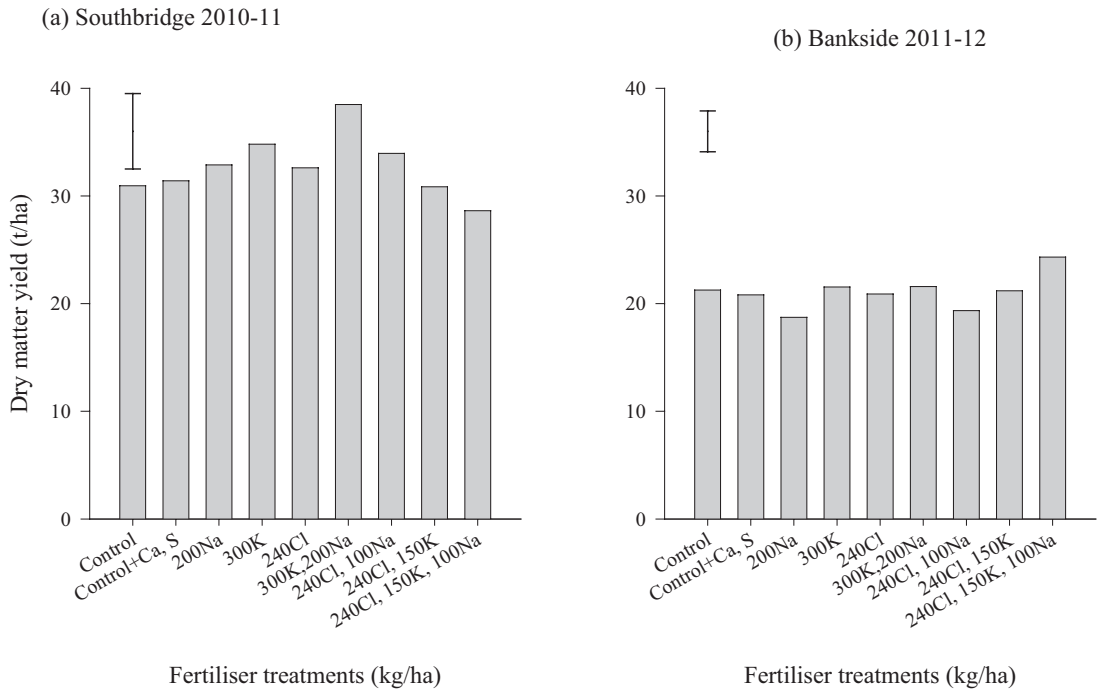 (a) Southbridge 2010-11
Dry matter yield (t/ha)
40
30
20
10
0
Control
Control+Ca, S
200Na
300K
240Cl
300K,200Na
240Cl, 100Na
240Cl, 150K
240Cl, 150K, 100Na
Fertiliser treatments (kg/ha)
(b) Bankside 2011-12
40
30
20
10
0
Control
Control+Ca, S
200Na
300K
240Cl
300K,200Na
240Cl, 100Na
240Cl, 150K
240Cl, 150K, 100Na
Fertiliser treatments (kg/ha)